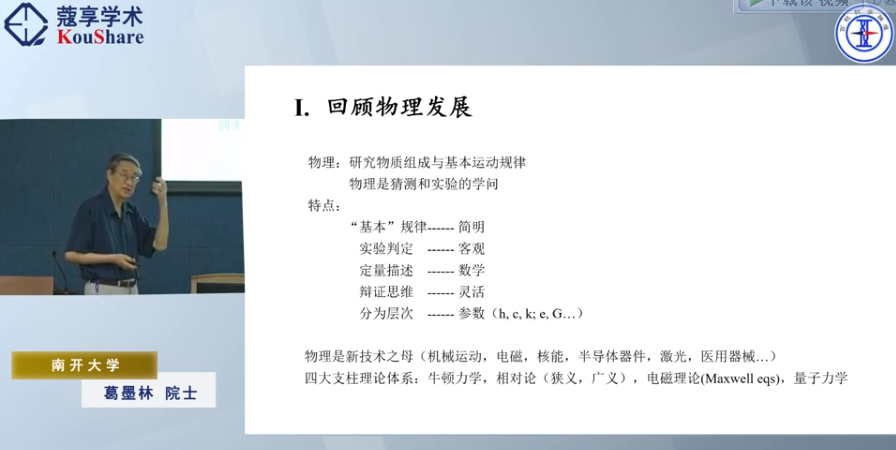 下载该 视频
蔻享学术
KouShare
I. 回顾物理发展
物理：研究物质组成与基本运动规律
物理是猜测和实验的学问
特点：
“基本”规律------ 简明
实验判定 ------ 客观
定量描述 ------ 数学
辩证思维 ------ 灵活
分为层次 ------ 参数（h, c, k; e, G…）
物理是新技术之母（机械运动，电磁，核能，半导体器件，激光，医用器械…）
四大支柱理论体系：牛顿力学，相对论（狭义，广义），电磁理论(Maxwell eqs)，量子力学
四大
南开大学
葛墨林 院士